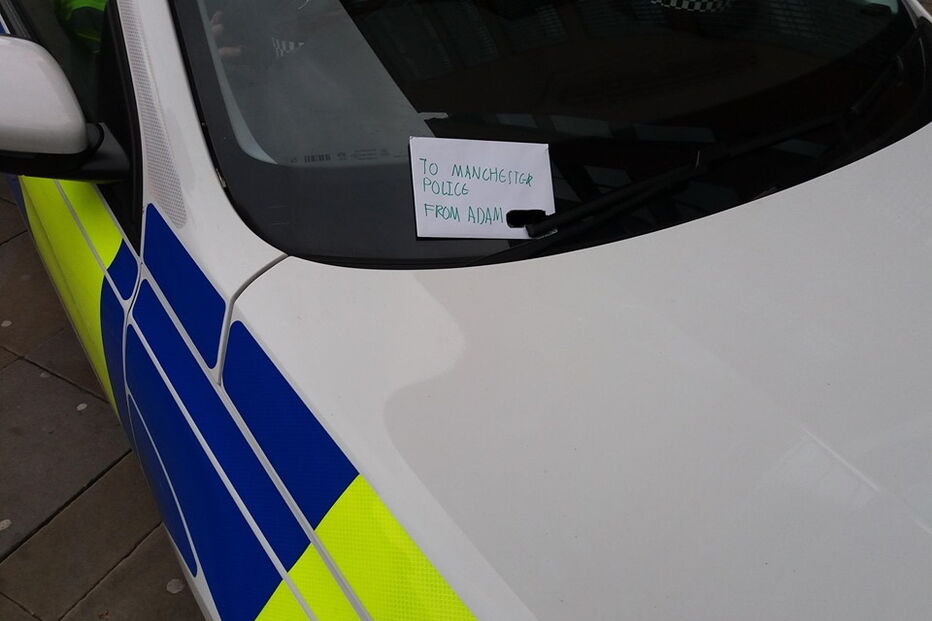 TO MANCHESTER
POLICE
FROM ADAM